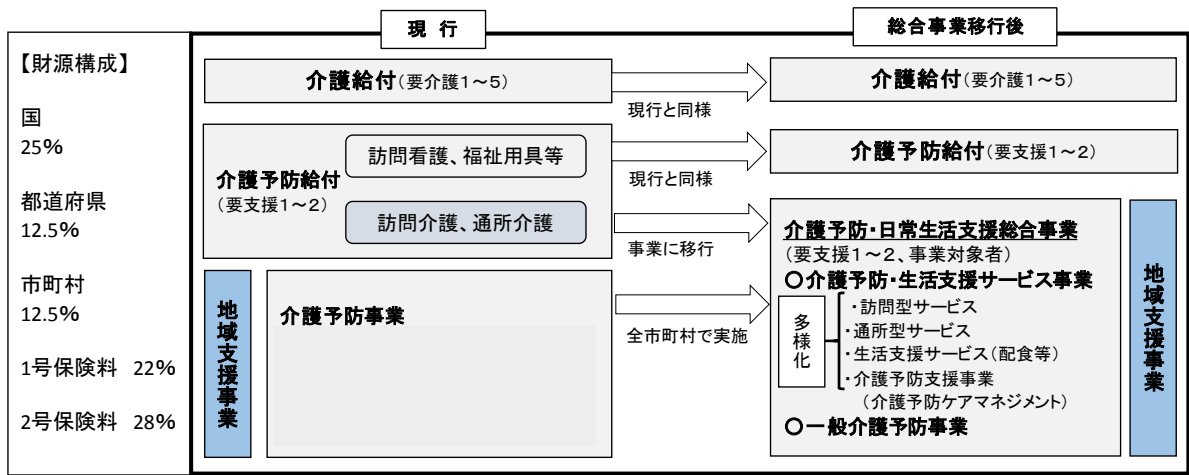 【財源構成】
国
25%
都道府県
12.5%
市町村
12.5%
1号保険料 22%
2号保険料 28%
現 行
介護給付(要介護1～5)
介護予防給付
(要支援1～2)
訪問看護、福祉用具等
訪問介護、通所介護
地域支援事業
介護予防事業
現行と同様
現行と同様
事業に移行
全市町村で実施
総合事業移行後
介護給付(要介護1～5)
介護予防給付(要支援1～2)
介護予防・日常生活支援総合事業
(要支援1～2、事業対象者)
〇介護予防・生活支援サービス事業
多様化
・訪問型サービス
・通所型サービス
・生活支援サービス(配食等)
・介護予防支援事業
(介護予防ケアマネジメント)
〇一般介護予防事業
地域支援事業